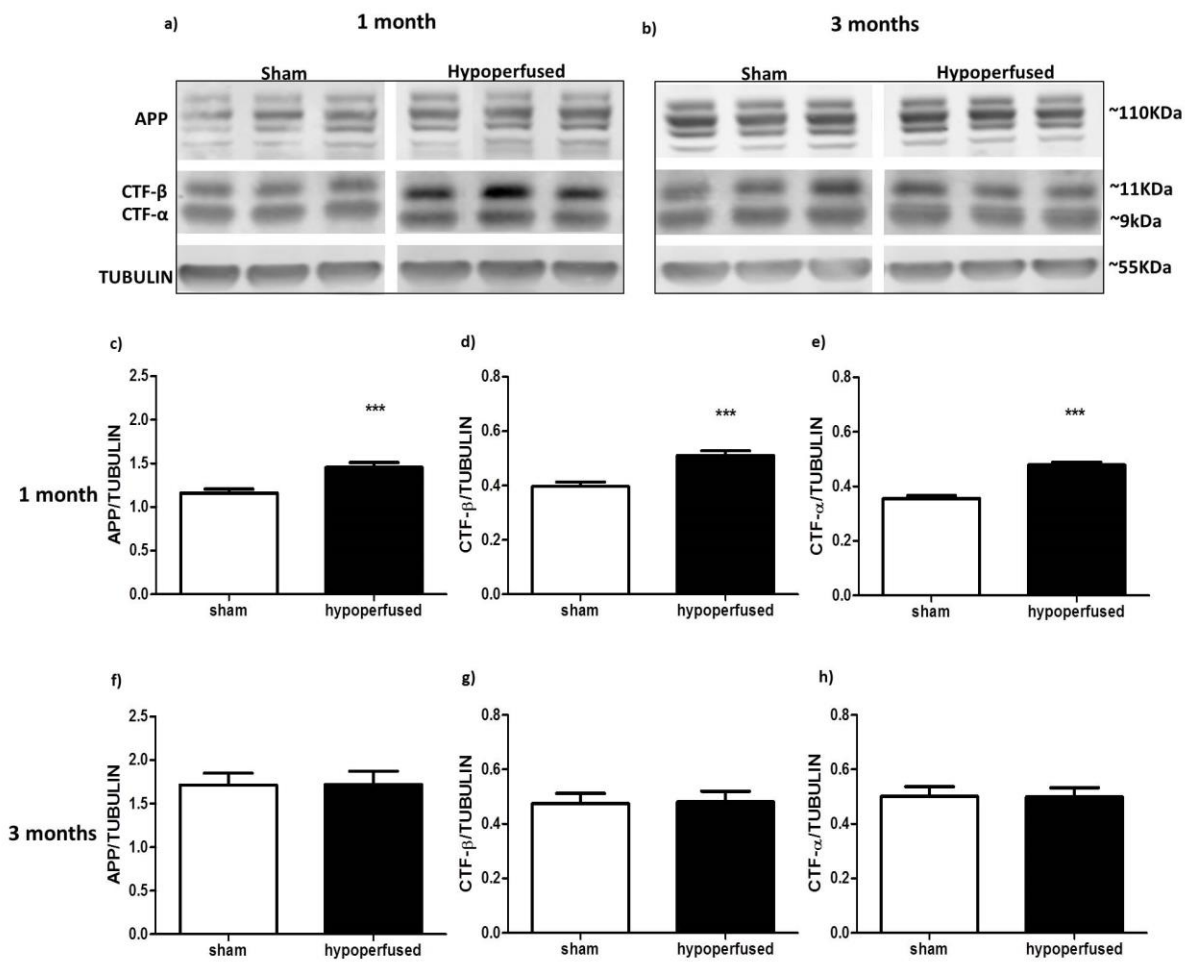 a) 1 month b) 3 months
Sham Hypoperfused Sham Hypoperfused
APP ~110KDa
CTF-β ~11KDa
CTF-α ~9kDa
TUBULIN ~55KDa
1 month
c)
APP/TUBULIN
2.5
2.0
1.5
1.0
0.5
0.0
***
sham hypoperfused
d)
CTF-β/TUBULIN
0.8
0.6
0.4
0.2
0.0
***
sham hypoperfused
e)
CTF-α/TUBULIN
0.8
0.6
0.4
0.2
0.0
***
sham hypoperfused
3 months
f)
APP/TUBULIN
2.5
2.0
1.5
1.0
0.5
0.0
sham hypoperfused
g)
CTF-β/TUBULIN
0.8
0.6
0.4
0.2
0.0
sham hypoperfused
h)
CTF-α/TUBULIN
0.8
0.6
0.4
0.2
0.0
sham hypoperfused